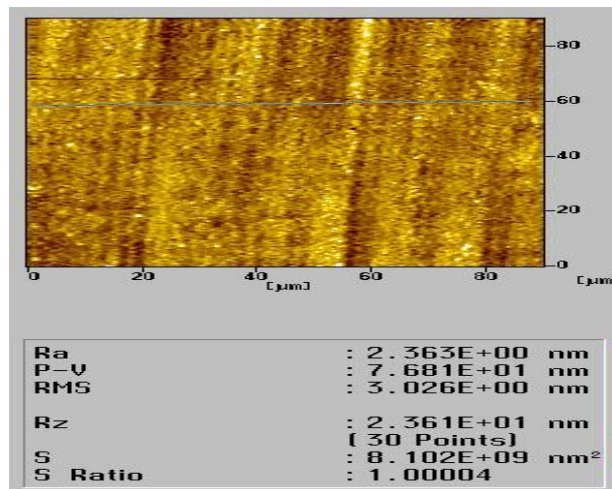 80
60
40
20
0
0 20 40 60 80
[µm] [µm
Ra : 2.363E+00 nm
P-V : 7.681E+01 nm
RMS : 3.026E+00 nm
Rz : 2.361E+01 nm
(30 Points)
S : 8.102E+09 nm²
S Ratio : 1.00004